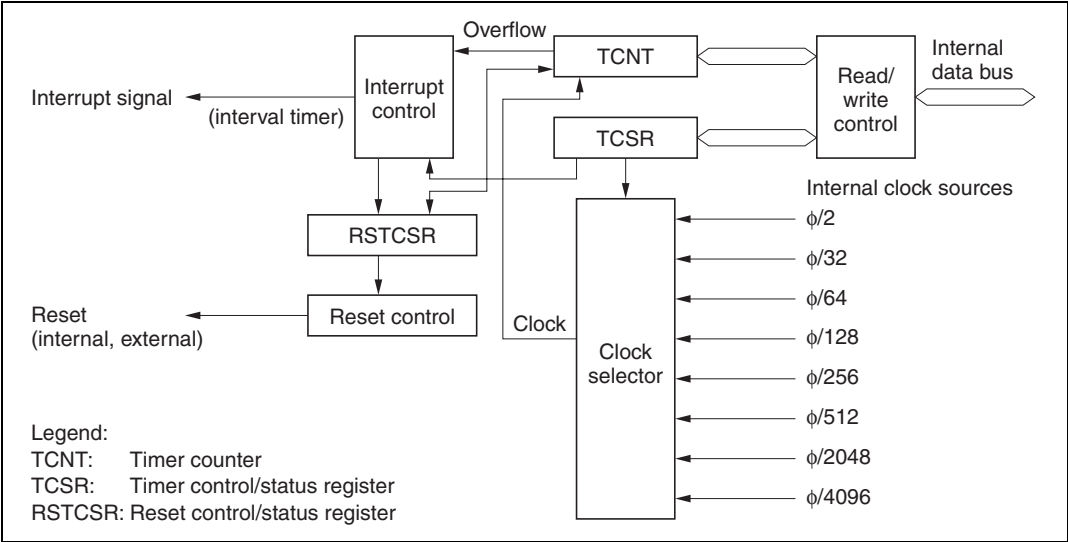 Overflow
TCNT
Internal
data bus
Read/
write
control
Interrupt
control
Interrupt signal
(interval timer)
TCSR
Internal clock sources
ϕ/2
RSTCSR
ϕ/32
ϕ/64
Reset
(internal, external)
Reset control
Clock
ϕ/128
Clock
selector
ϕ/256
ϕ/512
ϕ/2048
ϕ/4096
Legend:
TCNT: Timer counter
TCSR: Timer control/status register
RSTCSR: Reset control/status register